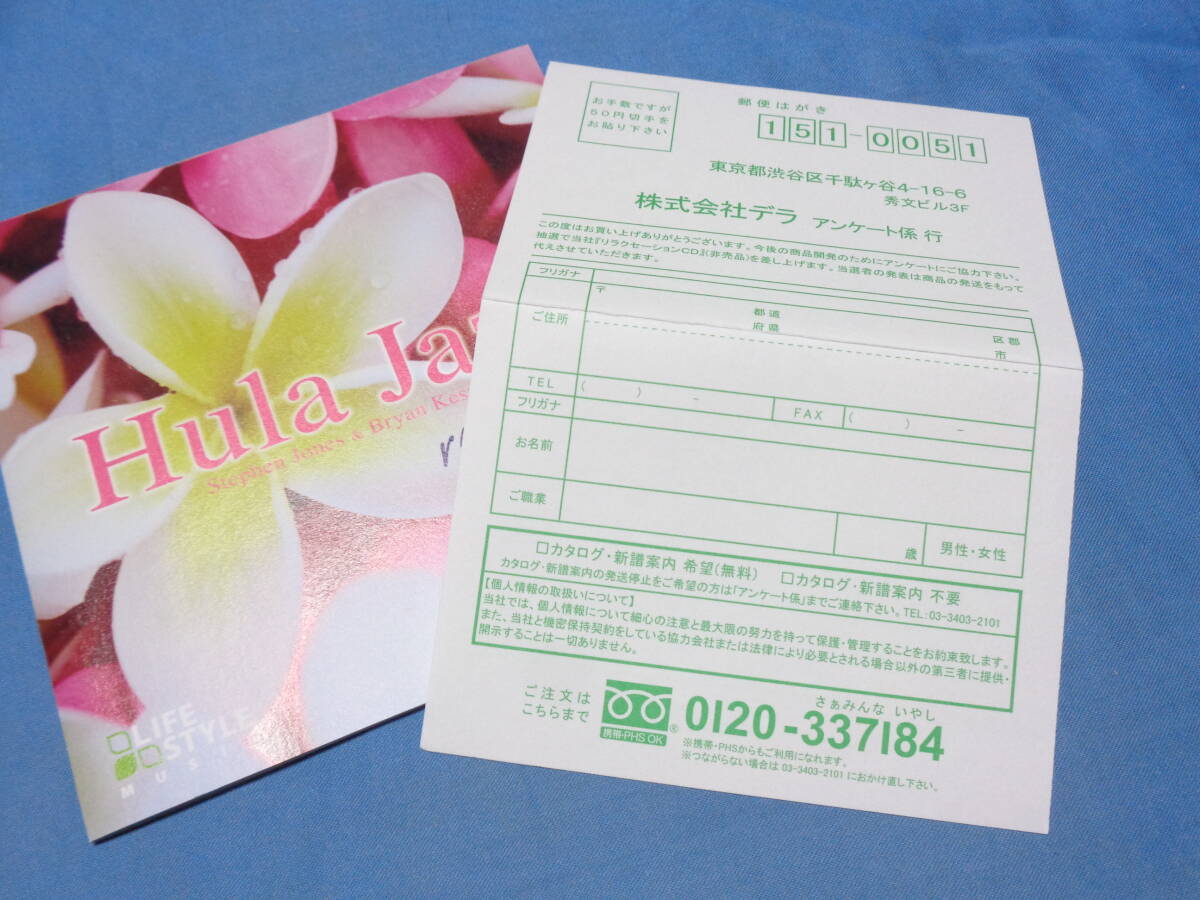 Hula Ja
Stephen Jones & Bryan Kes
LIFE
STYLE
MUSI
お手数ですが
50円切手を
お貼り下さい
郵便はがき
151-0051
東京都渋谷区千駄ヶ谷4-16-6
秀文ビル3F
株式会社デラ アンケート係 行
この度はお買い上げありがとうございます。今後の商品開発のためにアンケートにご協力下さい。
抽選で当社『リラクセーションCD』(非売品)を差し上げます。当選者の発表は商品の発送をもって
代えさせていただきます。
フリガナ
ご住所
〒
都道
府県
区郡
市
TEL ( ) -
FAX ( ) -
フリガナ
お名前
ご職業
歳
男性・女性
□カタログ・新譜案内 希望(無料) □カタログ・新譜案内 不要
カタログ・新譜案内の発送停止をご希望の方は「アンケート係」までご連絡下さい。TEL:03-3403-2101
【個人情報の取扱いについて】
当社では、個人情報について細心の注意と最大限の努力を持って保護・管理することをお約束致します。
また、当社と機密保持契約をしている協力会社または法律により必要とされる場合以外の第三者に提供・
開示することは一切ありません。
ご注文は
こちらまで
携帯・PHS OK
®
さぁみんな いやし
0120-337184
※携帯・PHSからもご利用になれます。
※つながらない場合は 03-3403-2101 におかけ直し下さい。